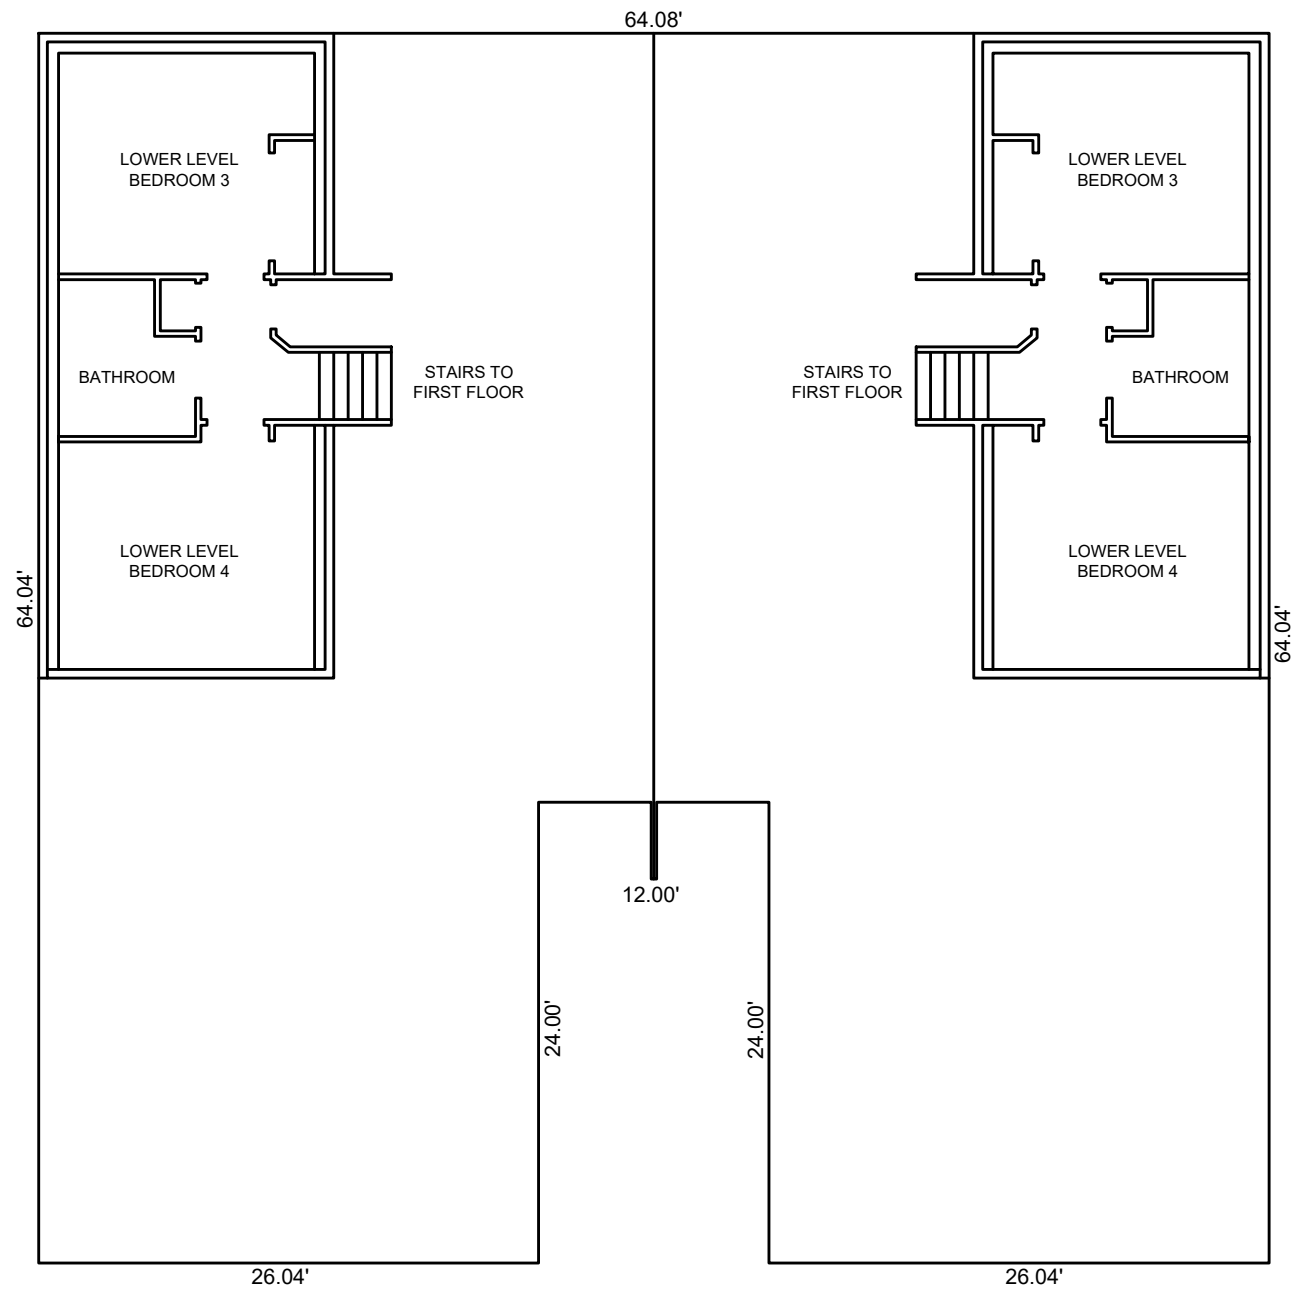 64.08'
LOWER LEVEL
BEDROOM 3
LOWER LEVEL
BEDROOM 3
BATHROOM
STAIRS TO
FIRST FLOOR
STAIRS TO
FIRST FLOOR
BATHROOM
LOWER LEVEL
BEDROOM 4
LOWER LEVEL
BEDROOM 4
64.04'
64.04'
12.00'
24.00'
24.00'
26.04'
26.04'